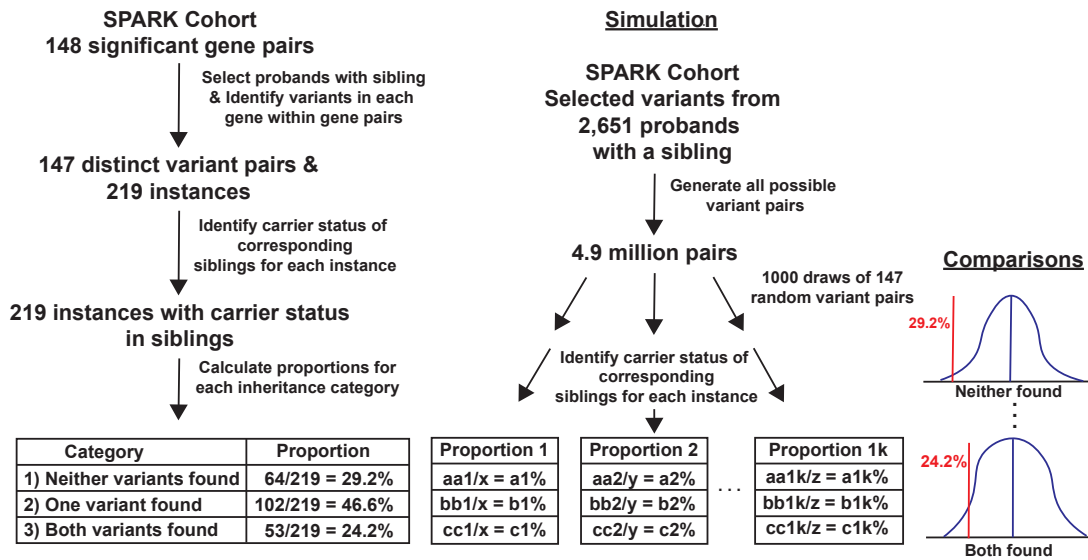 SPARK Cohort
148 significant gene pairs
Select probands with sibling
& Identify variants in each
gene within gene pairs
147 distinct variant pairs &
219 instances
Identify carrier status of
corresponding
siblings for each instance
219 instances with carrier status
in siblings
Calculate proportions for
each inheritance category
Category Proportion
1) Neither variants found 64/219 = 29.2%
2) One variant found 102/219 = 46.6%
3) Both variants found 53/219 = 24.2%
Simulation
SPARK Cohort
Selected variants from
2,651 probands
with a sibling
Generate all possible
variant pairs
4.9 million pairs
1000 draws of 147
random variant pairs
Identify carrier status of
corresponding
siblings for each instance
Proportion 1
aa1/x = a1%
bb1/x = b1%
cc1/x = c1%
Proportion 2
aa2/y = a2%
bb2/y = b2%
cc2/y = c2%
...
Proportion 1k
aa1k/z = a1k%
bb1k/z = b1k%
cc1k/z = c1k%
Comparisons
29.2%
Neither found
24.2%
Both found